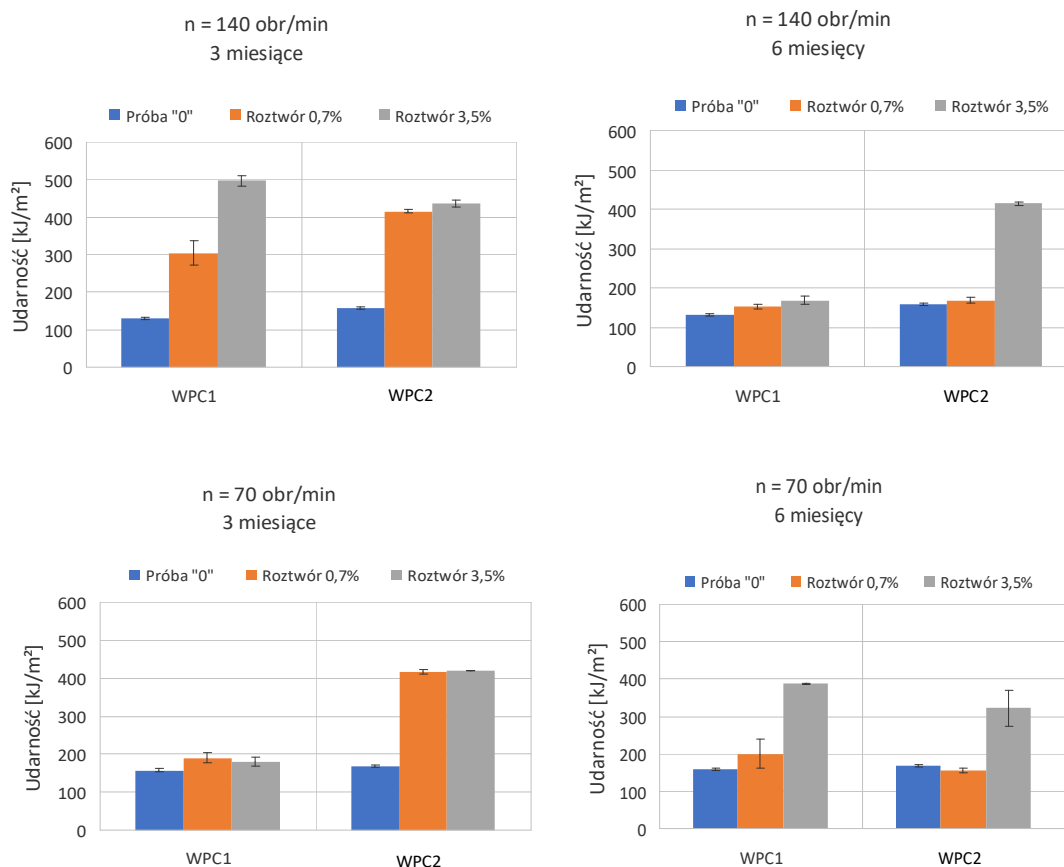 n = 140 obr/min
3 miesiące
Próba "0" Roztwór 0,7% Roztwór 3,5%
Udarność [kJ/m²]
600
500
400
300
200
100
0
WPC1 WPC2
n = 140 obr/min
6 miesięcy
Próba "0" Roztwór 0,7% Roztwór 3,5%
Udarność [kJ/m²]
600
500
400
300
200
100
0
WPC1 WPC2
n = 70 obr/min
3 miesiące
Próba "0" Roztwór 0,7% Roztwór 3,5%
Udarność [kJ/m²]
600
500
400
300
200
100
0
WPC1 WPC2
n = 70 obr/min
6 miesięcy
Próba "0" Roztwór 0,7% Roztwór 3,5%
Udarność [kJ/m²]
600
500
400
300
200
100
0
WPC1 WPC2